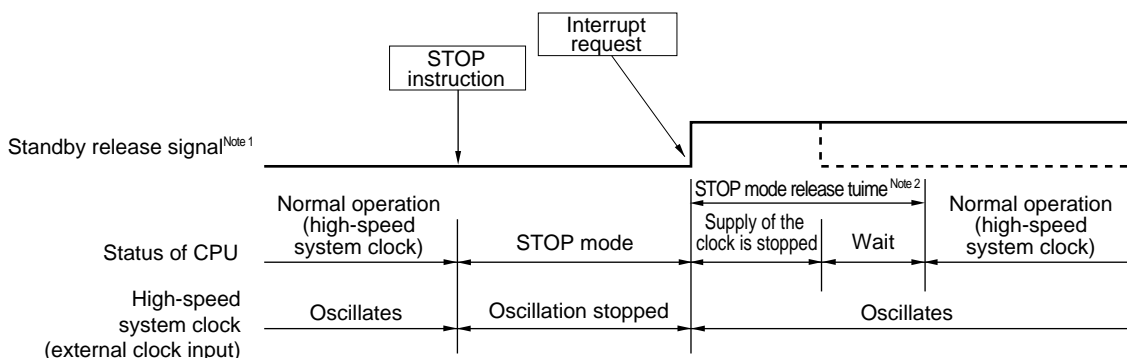 Interrupt
request
STOP
instruction
Standby release signal Note 1
STOP mode release tuime Note 2
Normal operation
(high-speed
system clock)
Supply of the
clock is stopped
Normal operation
(high-speed
system clock)
Status of CPU
STOP mode
Wait
High-speed
system clock
(external clock input)
Oscillates
Oscillation stopped
Oscillates